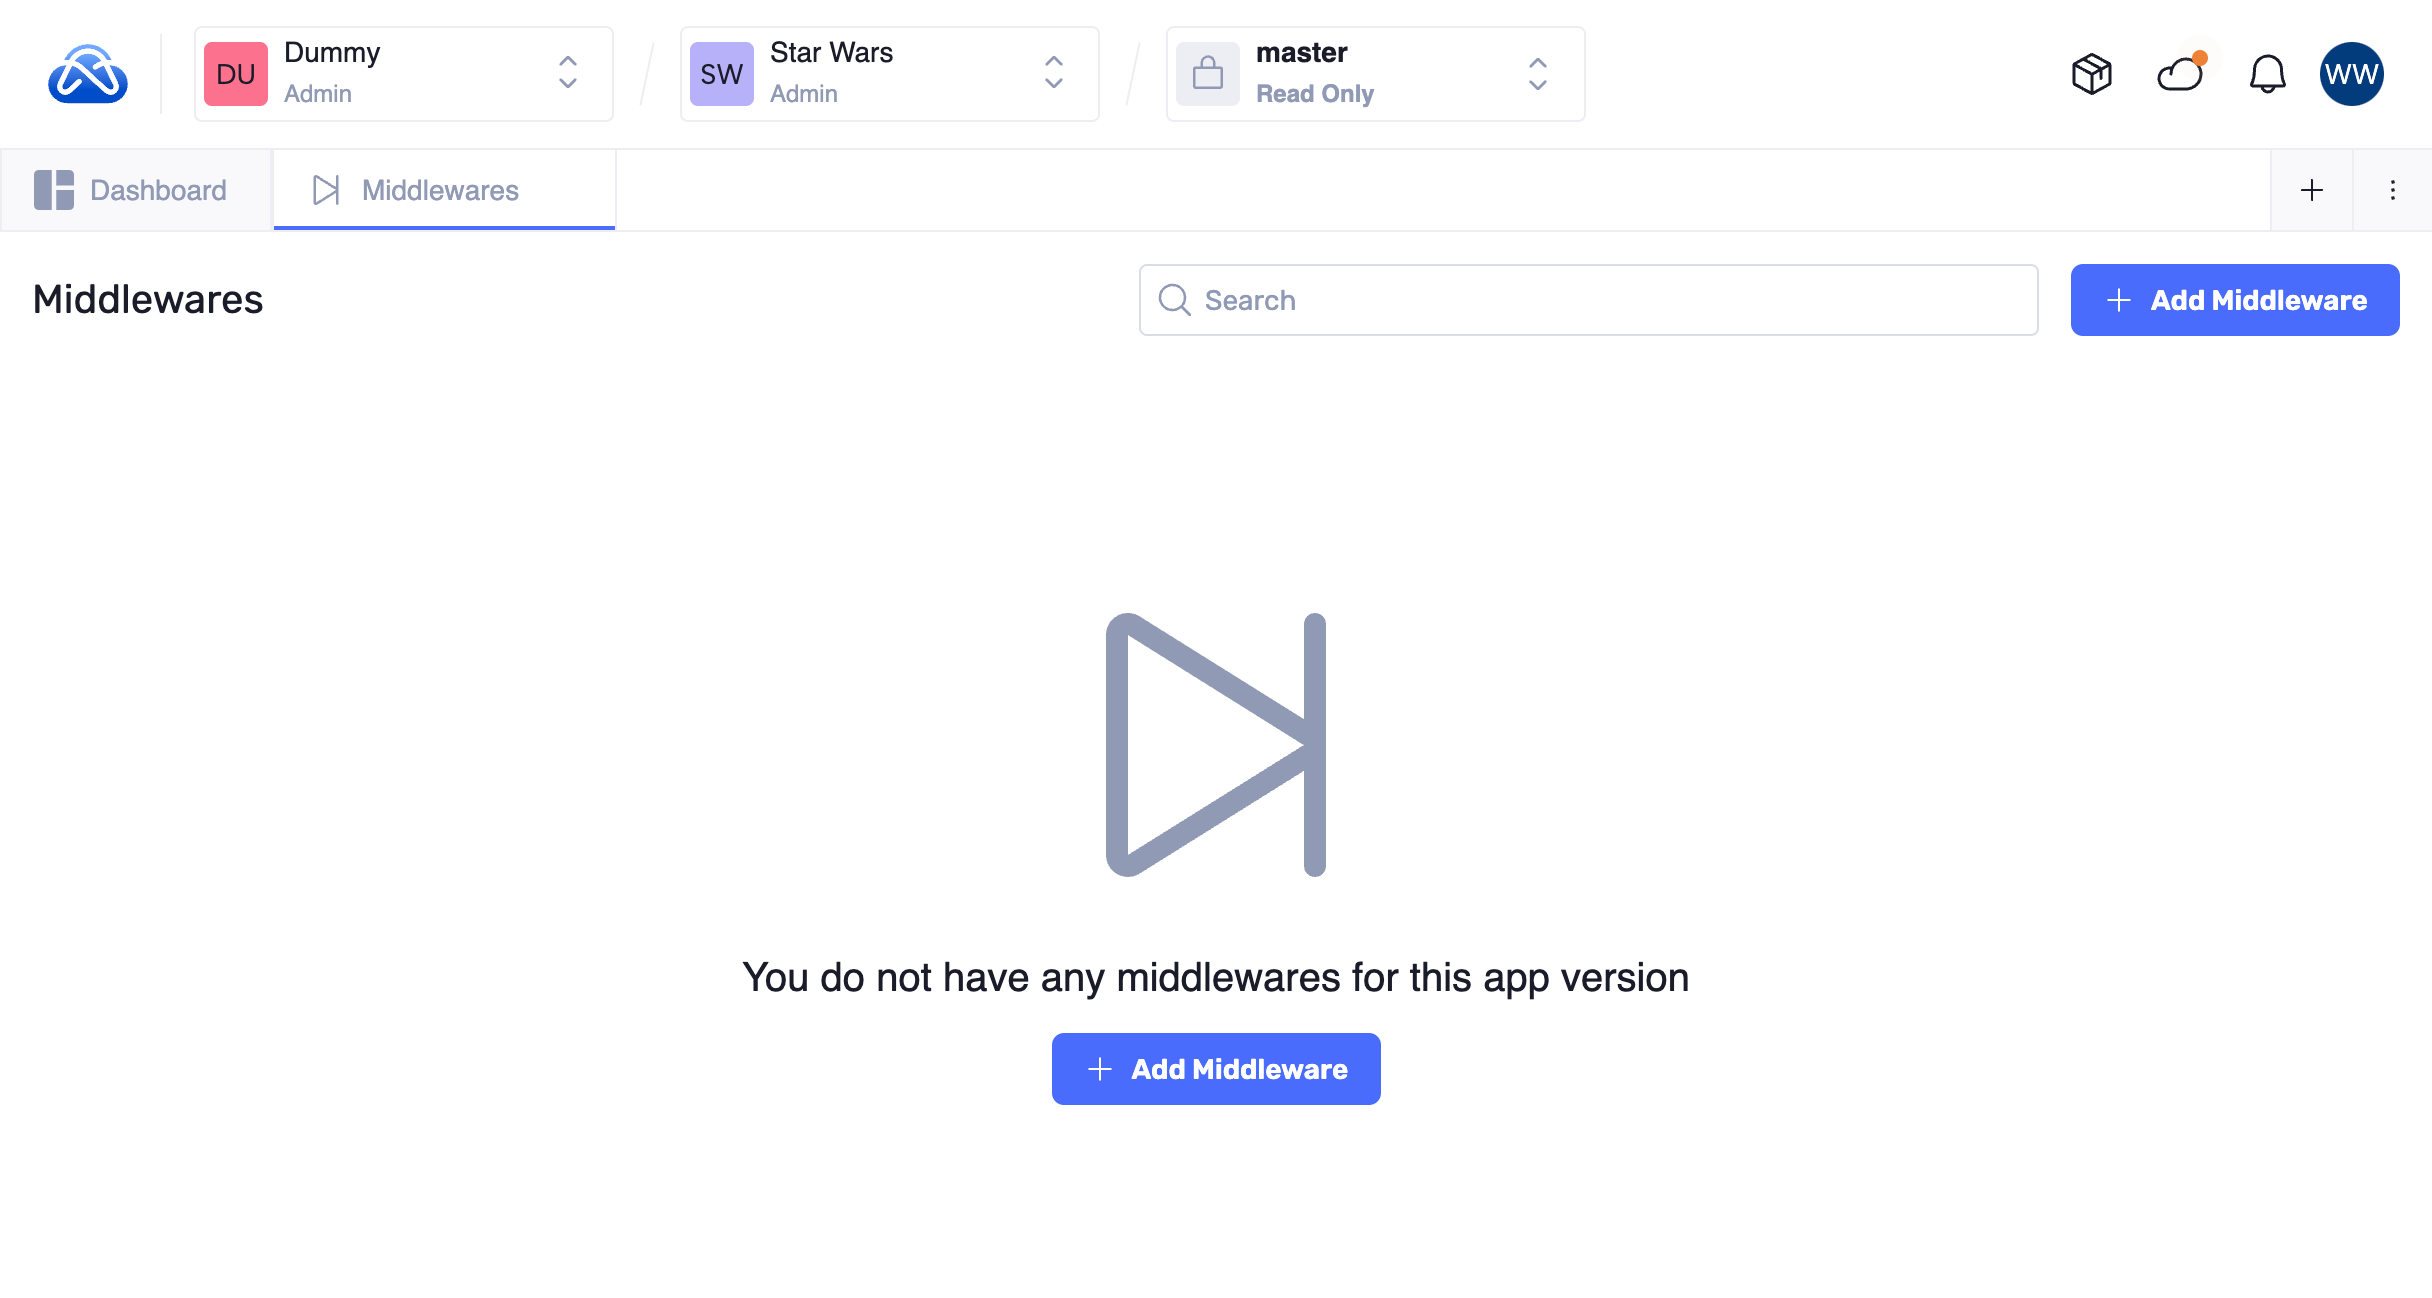 DU
Dummy
Admin
SW
Star Wars
Admin
master
Read Only
WW
Dashboard
Middlewares
Middlewares
Search
Add Middleware
You do not have any middlewares for this app version
Add Middleware